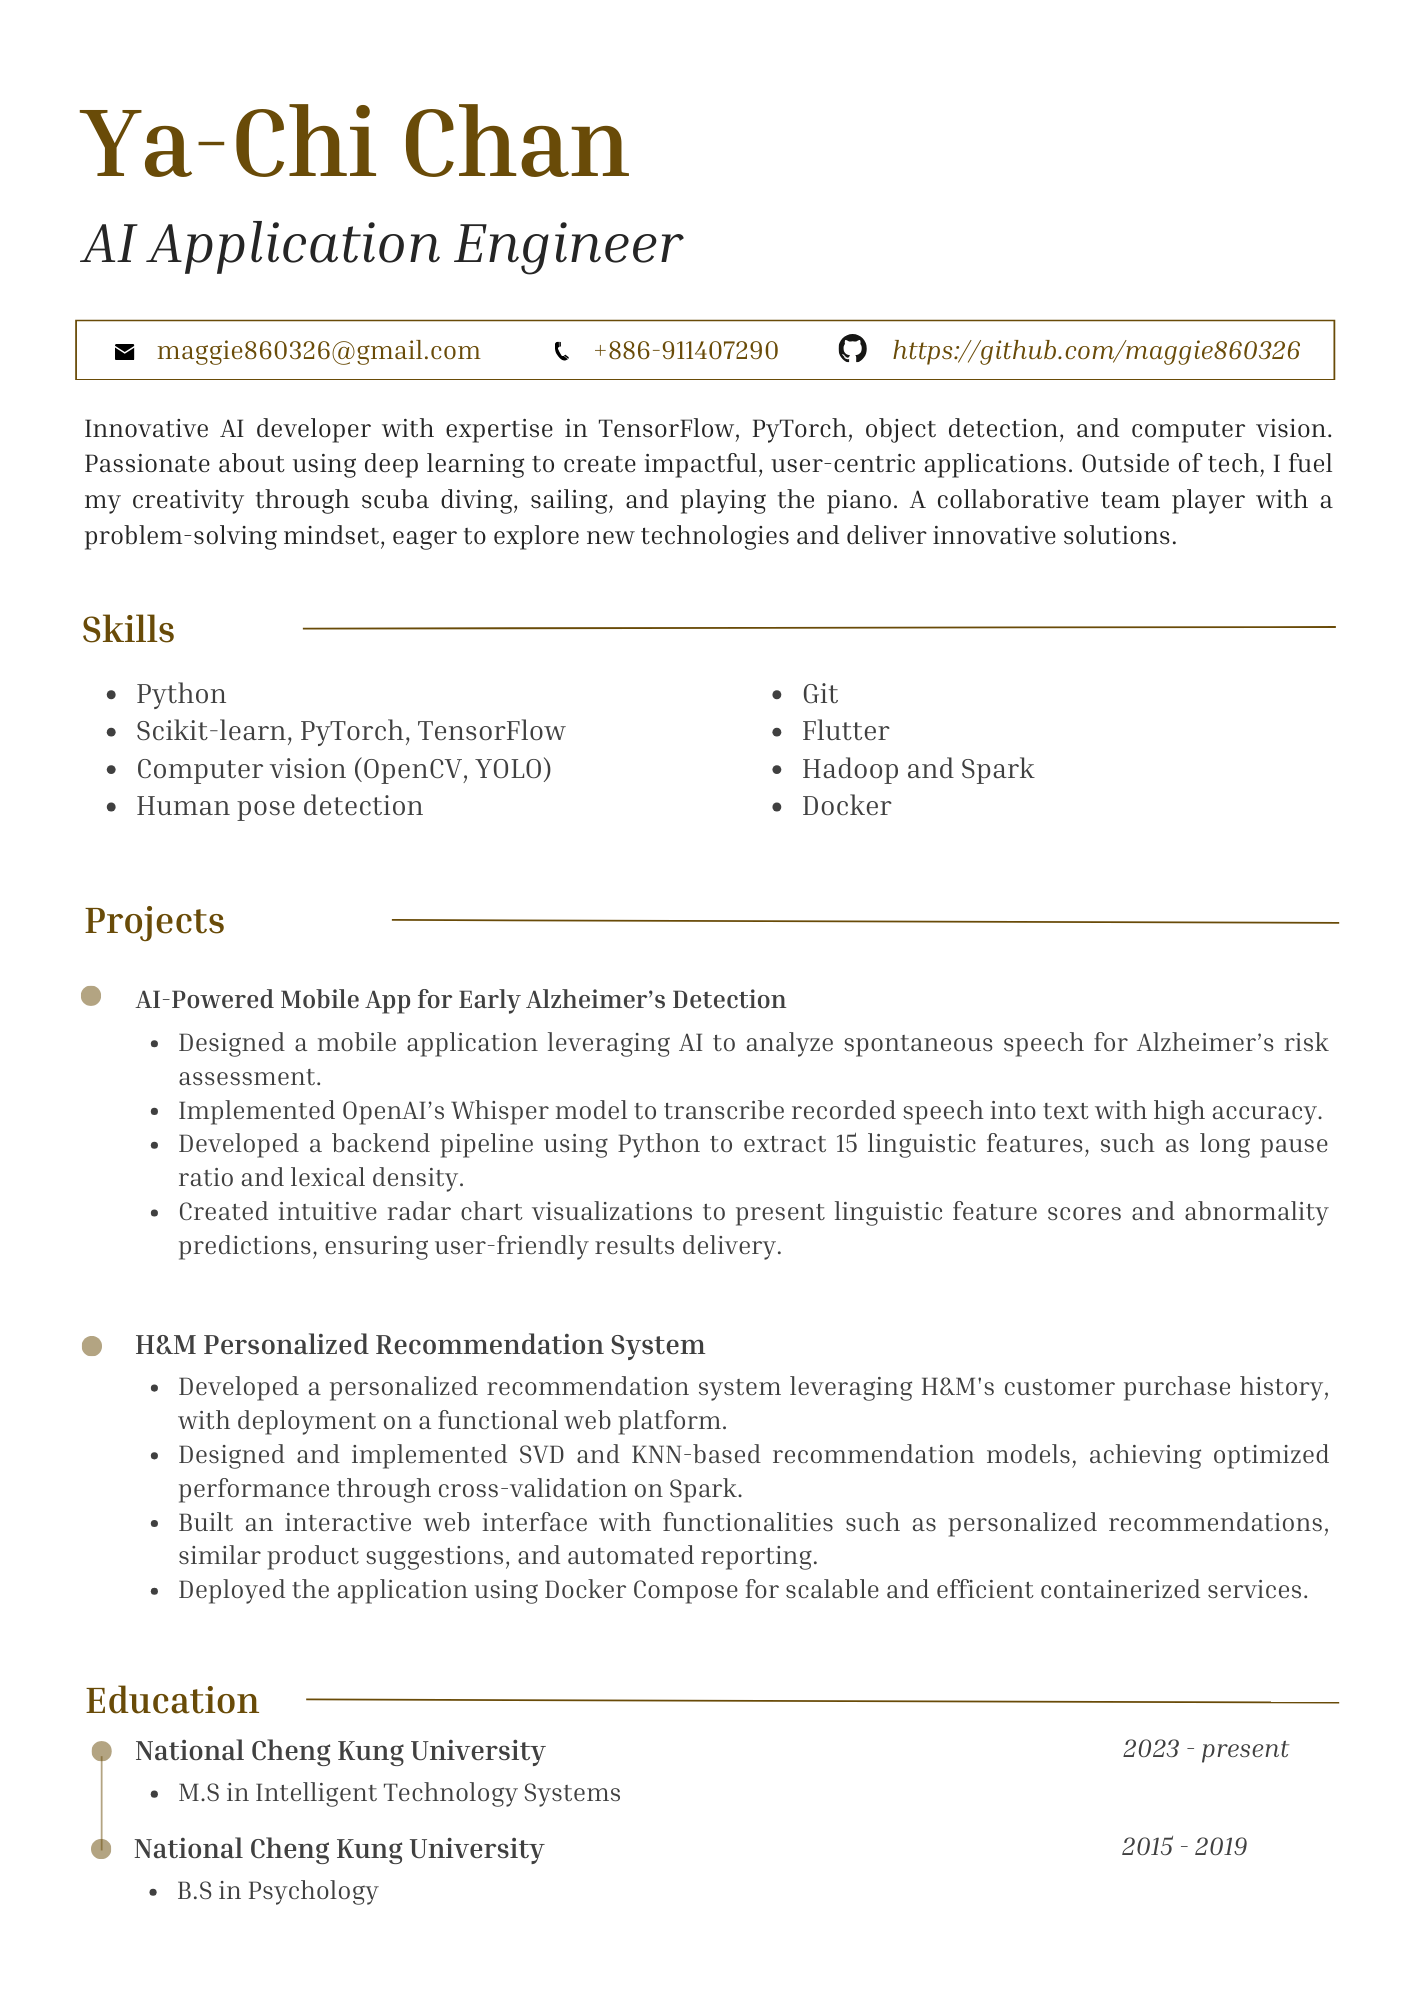 Ya-Chi Chan
AI Application Engineer
maggie860326@gmail.com +886-911407290 https://github.com/maggie860326
Innovative AI developer with expertise in TensorFlow, PyTorch, object detection, and computer vision.
Passionate about using deep learning to create impactful, user-centric applications. Outside of tech, I fuel
my creativity through scuba diving, sailing, and playing the piano. A collaborative team player with a
problem-solving mindset, eager to explore new technologies and deliver innovative solutions.
Skills
• Python
• Scikit-learn, PyTorch, TensorFlow
• Computer vision (OpenCV, YOLO)
• Human pose detection
• Git
• Flutter
• Hadoop and Spark
• Docker
Projects
AI-Powered Mobile App for Early Alzheimer’s Detection
• Designed a mobile application leveraging AI to analyze spontaneous speech for Alzheimer’s risk
assessment.
• Implemented OpenAI’s Whisper model to transcribe recorded speech into text with high accuracy.
• Developed a backend pipeline using Python to extract 15 linguistic features, such as long pause
ratio and lexical density.
• Created intuitive radar chart visualizations to present linguistic feature scores and abnormality
predictions, ensuring user-friendly results delivery.
H&M Personalized Recommendation System
• Developed a personalized recommendation system leveraging H&M's customer purchase history,
with deployment on a functional web platform.
• Designed and implemented SVD and KNN-based recommendation models, achieving optimized
performance through cross-validation on Spark.
• Built an interactive web interface with functionalities such as personalized recommendations,
similar product suggestions, and automated reporting.
• Deployed the application using Docker Compose for scalable and efficient containerized services.
Education
National Cheng Kung University 2023 - present
• M.S in Intelligent Technology Systems
National Cheng Kung University 2015 - 2019
• B.S in Psychology